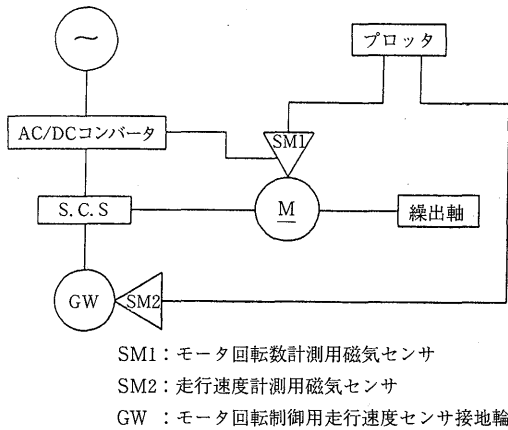 ～
プロッタ
AC/DCコンバータ
SM1
S.C.S
M
繰出軸
GW
SM2
SM1：モータ回転数計測用磁気センサ
SM2：走行速度計測用磁気センサ
GW ：モータ回転制御用走行速度センサ接地輪